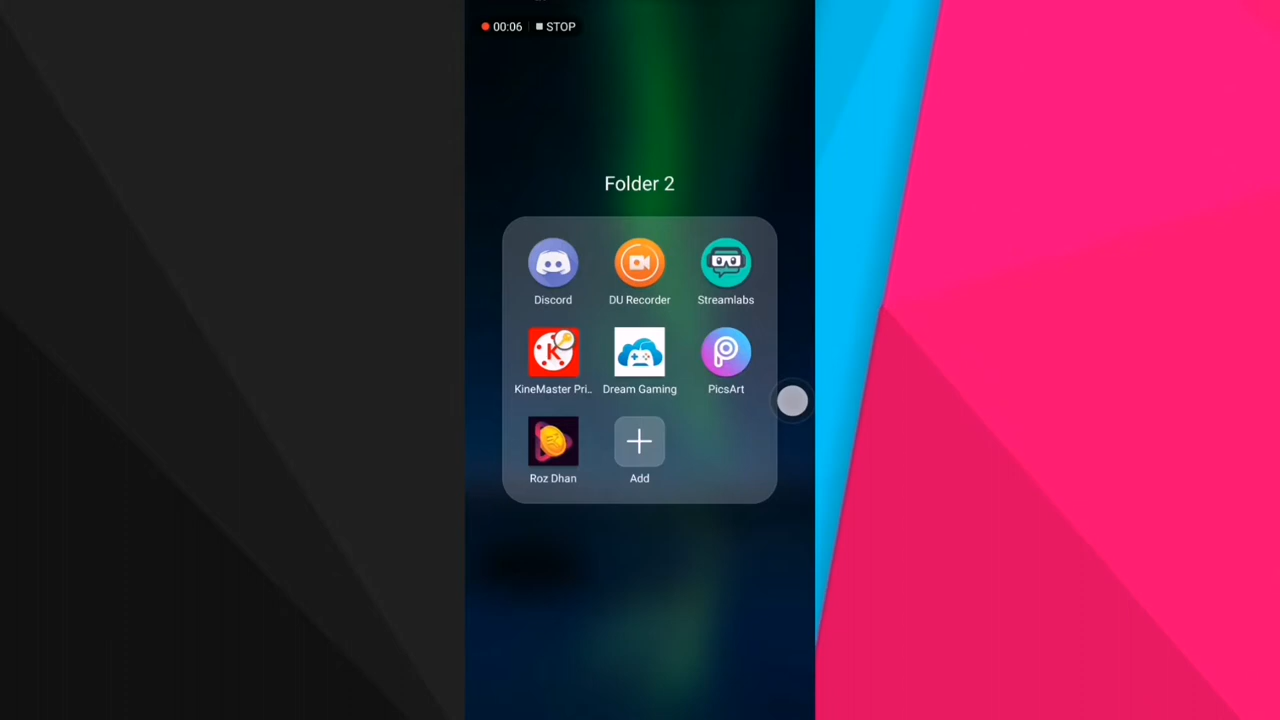 00:06 STOP
Folder 2
Discord DU Recorder Streamlabs
KineMaster Pri.. Dream Gaming PicsArt
Roz Dhan Add